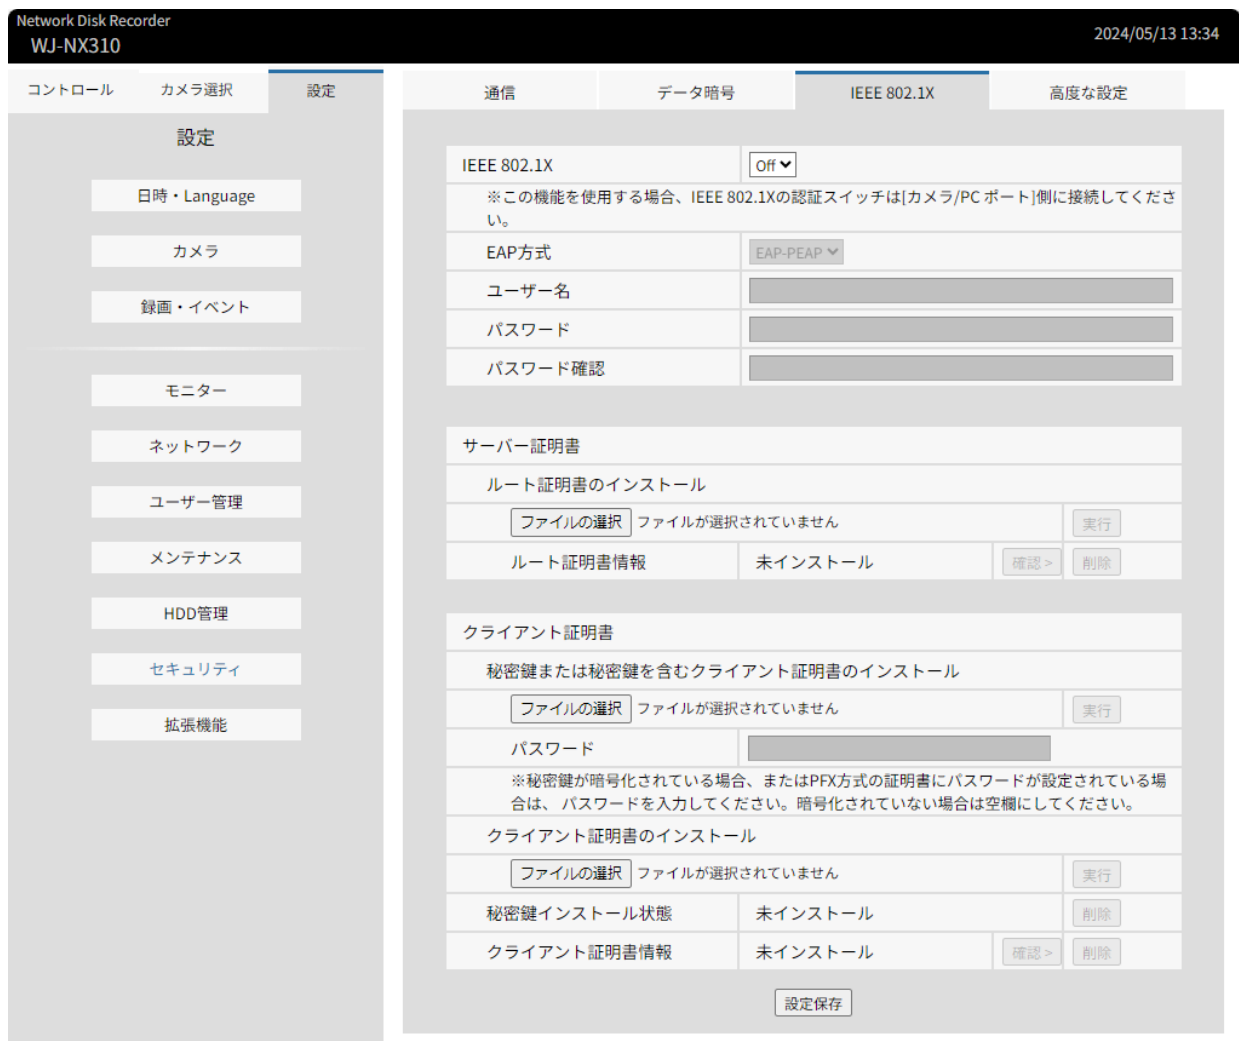 Network Disk Recorder
WJ-NX310
2024/05/13 13:34
コントロール カメラ選択 設定
設定
日時・Language
カメラ
録画・イベント
モニター
ネットワーク
ユーザー管理
メンテナンス
HDD管理
セキュリティ
拡張機能
通信 データ暗号 IEEE 802.1X 高度な設定
IEEE 802.1X Off
※この機能を使用する場合、IEEE 802.1Xの認証スイッチは[カメラ/PC ポート]側に接続してくださ
い。
EAP方式 EAP-PEAP
ユーザー名
パスワード
パスワード確認
サーバー証明書
ルート証明書のインストール
ファイルの選択 ファイルが選択されていません 実行
ルート証明書情報 未インストール 確認 > 削除
クライアント証明書
秘密鍵または秘密鍵を含むクライアント証明書のインストール
ファイルの選択 ファイルが選択されていません 実行
パスワード
※秘密鍵が暗号化されている場合、またはPFX方式の証明書にパスワードが設定されている場
合は、 パスワードを入力してください。暗号化されていない場合は空欄にしてください。
クライアント証明書のインストール
ファイルの選択 ファイルが選択されていません 実行
秘密鍵インストール状態 未インストール 削除
クライアント証明書情報 未インストール 確認 > 削除
設定保存